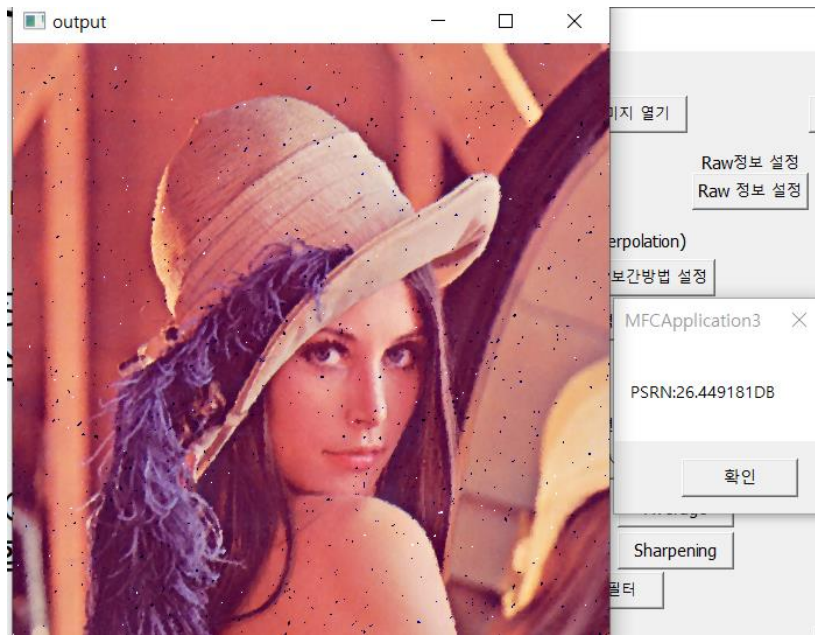 output
미지 열기
Raw정보 설정
Raw 정보 설정
erpolation)
보간방법 설정
MFCApplication3
PSRN:26.449181DB
확인
Sharpening
필터